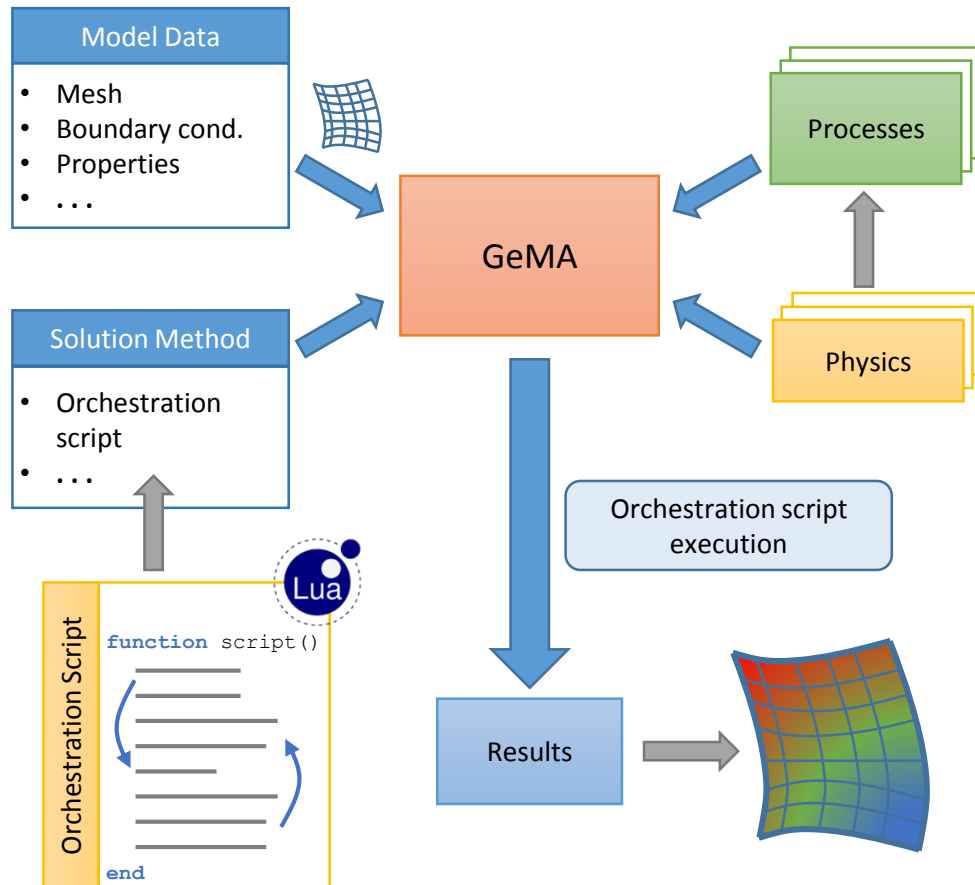 Model Data
• Mesh
• Boundary cond.
• Properties
• . . .
Processes
GeMA
Solution Method
• Orchestration
script
• . . .
Physics
Orchestration script
execution
Lua
Orchestration Script
function script()
end
Results